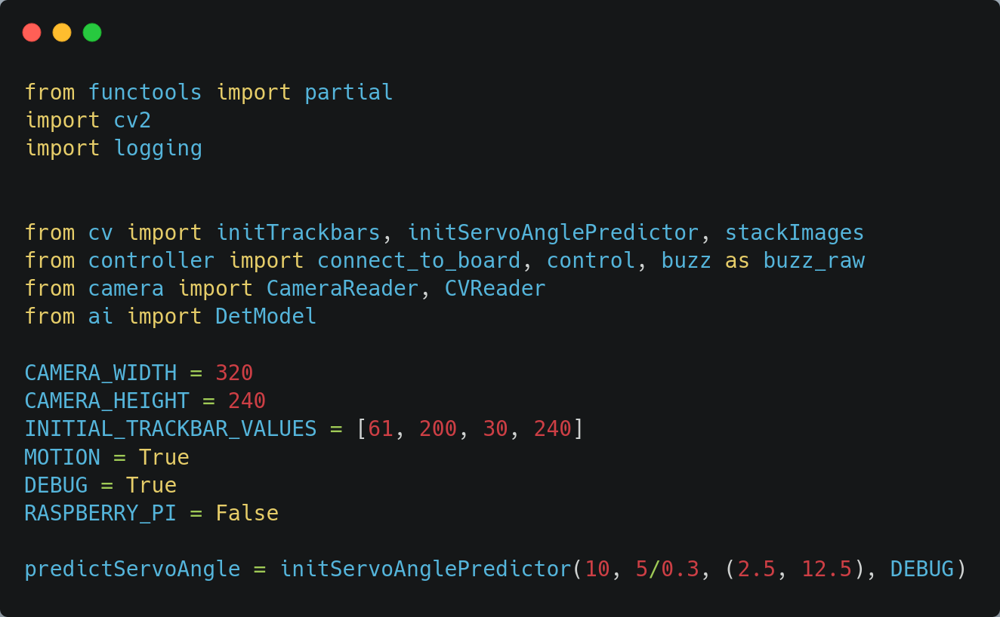 from functools import partial
import cv2
import logging
from cv import initTrackbars, initServoAnglePredictor, stackImages
from controller import connect_to_board, control, buzz as buzz_raw
from camera import CameraReader, CVReader
from ai import DetModel
CAMERA_WIDTH = 320
CAMERA_HEIGHT = 240
INITIAL_TRACKBAR_VALUES = [61, 200, 30, 240]
MOTION = True
DEBUG = True
RASPBERRY_PI = False
predictServoAngle = initServoAnglePredictor(10, 5/0.3, (2.5, 12.5), DEBUG)